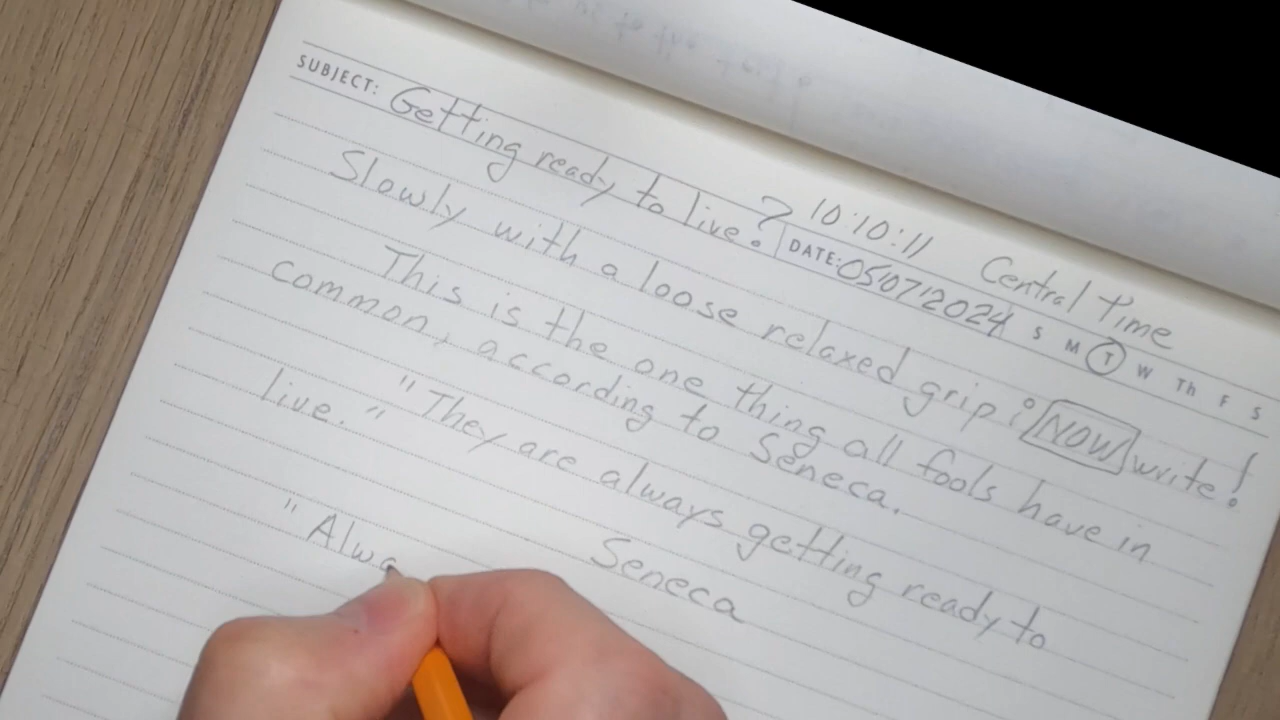 10:10:11 Central Time
SUBJECT: Getting ready to live? DATE: 05/07/2024 S M T W Th F S
Slowly with a loose relaxed grip; NOW write!
This is the one thing all fools have in
common, according to Seneca.
"They are always getting ready to
live."
Seneca
"Alwa